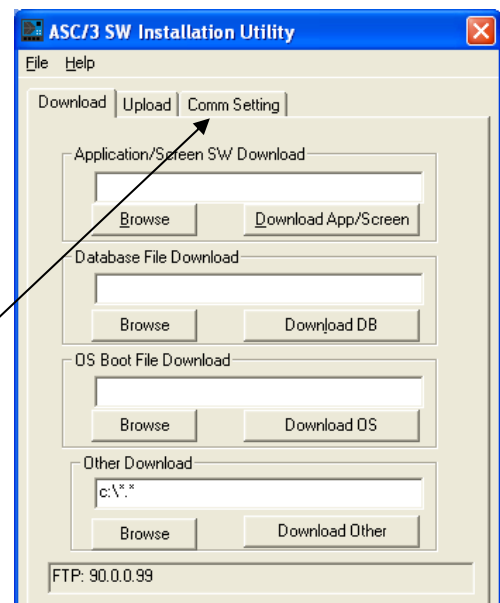 ASC/3 SW Installation Utility
File Help
Download Upload Comm Setting
Application/Screen SW Download
Browse Download App/Screen
Database File Download
Browse Download DB
OS Boot File Download
Browse Download OS
Other Download
c:\*.*
Browse Download Other
FTP: 90.0.0.99